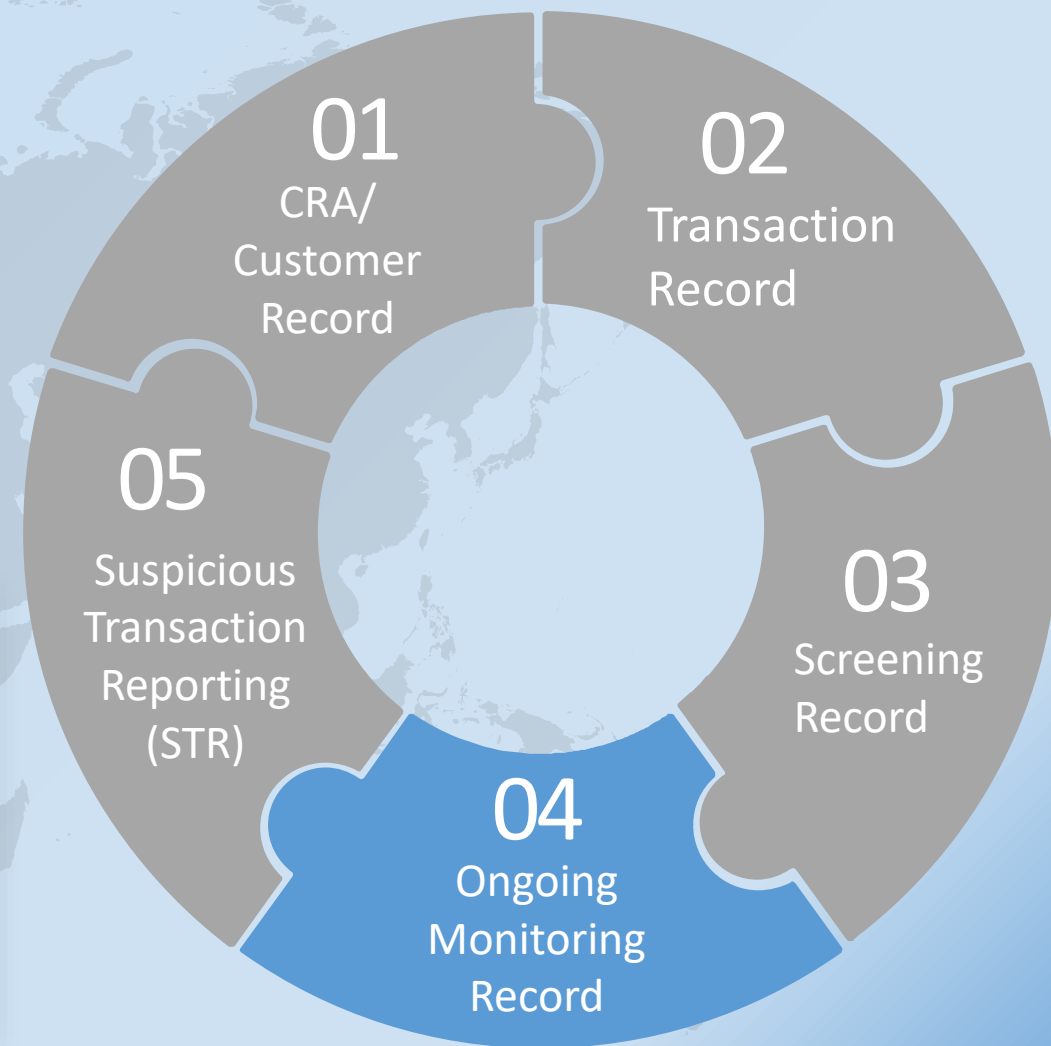 01
CRA/
Customer
Record
02
Transaction
Record
03
Screening
Record
04
Ongoing
Monitoring
Record
05
Suspicious
Transaction
Reporting
(STR)